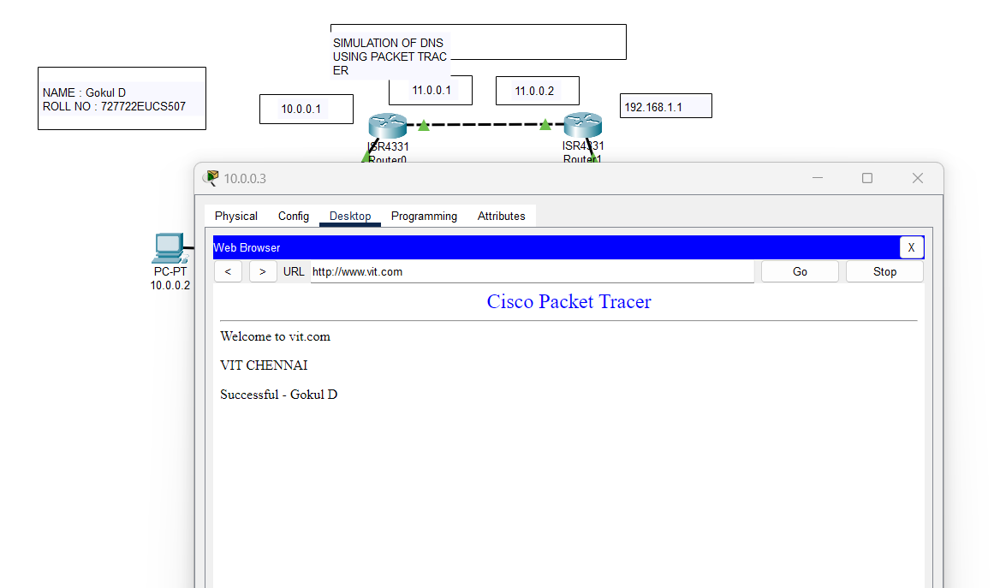 SIMULATION OF DNS
USING PACKET TRAC
ER
NAME : Gokul D
ROLL NO : 727722EUCS507
10.0.0.1
11.0.0.1
11.0.0.2
192.168.1.1
ISR4331
Router0
ISR4331
Router1
PC-PT
10.0.0.2
10.0.0.3
Physical Config Desktop Programming Attributes
Web Browser X
< > URL http://www.vit.com Go Stop
Cisco Packet Tracer
Welcome to vit.com
VIT CHENNAI
Successful - Gokul D